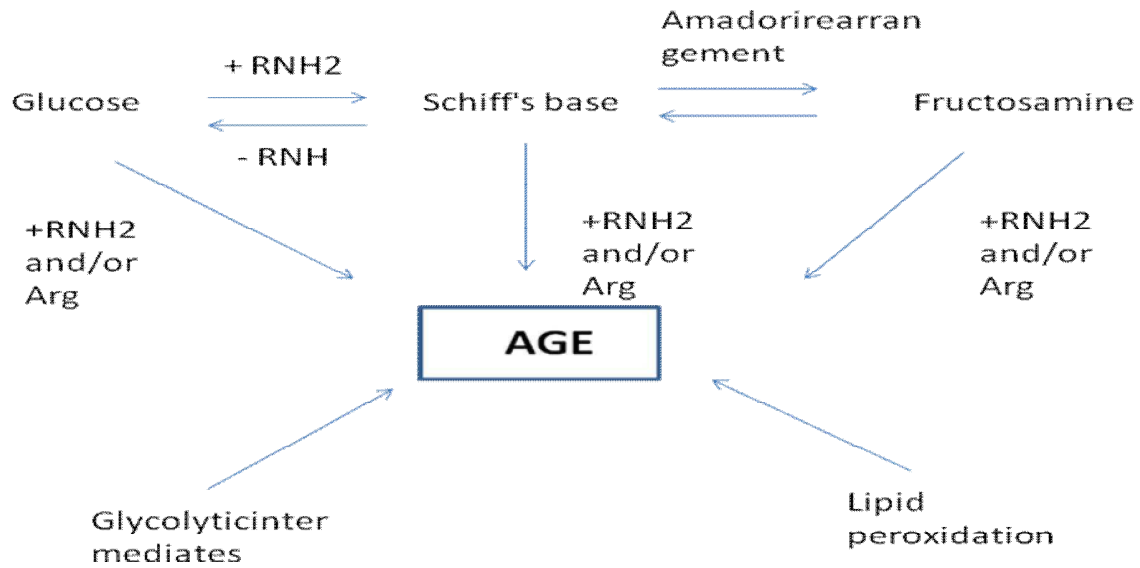 Amadorirearran
gement
+ RNH2
Glucose
Schiff's base
Fructosamine
- RNH
+RNH2
and/or
Arg
+RNH2
and/or
Arg
+RNH2
and/or
Arg
AGE
Glycolyticinter
mediates
Lipid
peroxidation